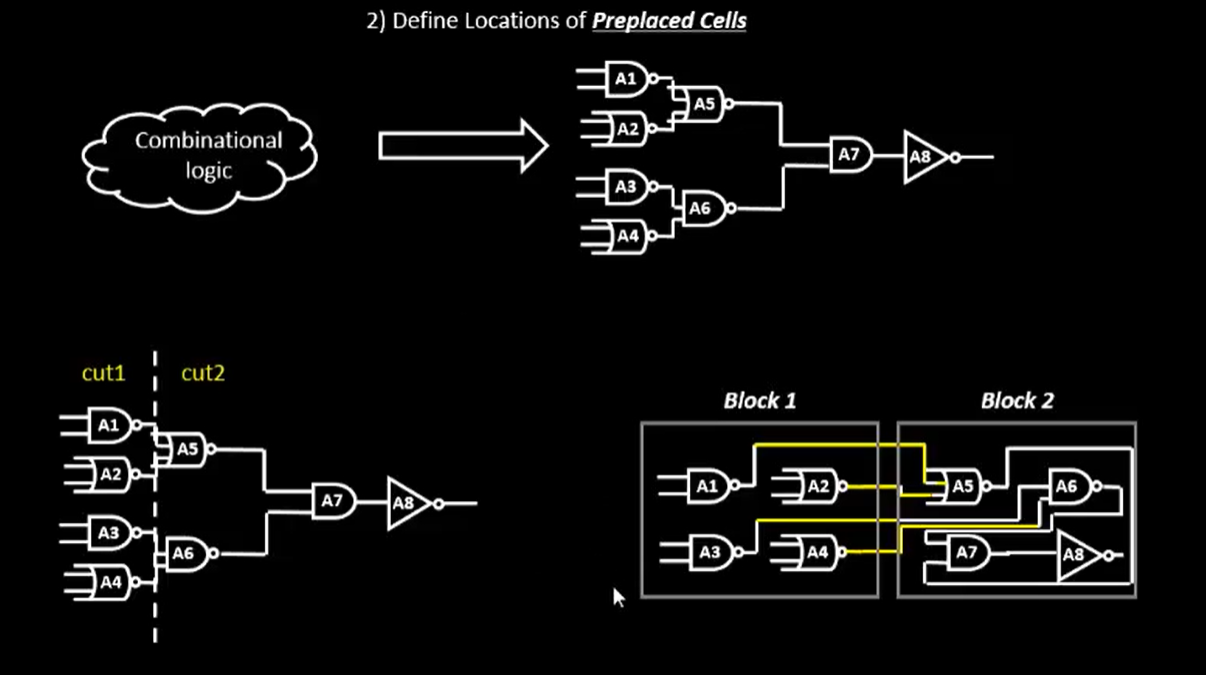 2) Define Locations of Preplaced Cells
Combinational
logic
A1
A5
A2
A7
A8
A3
A6
A4
cut1
cut2
A1
A5
A2
A7
A8
A3
A6
A4
Block 1
Block 2
A1
A2
A5
A6
A3
A4
A7
A8